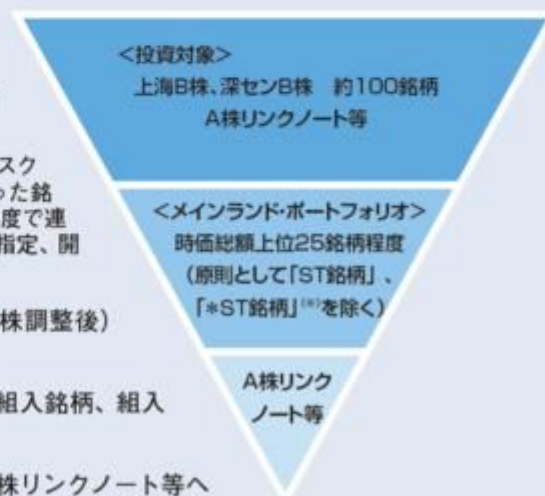 <投資対象>
上海B株、深センB株 約100銘柄
A株リンクノート等
<メインランド・ポートフォリオ>
時価総額上位25銘柄程度
(原則として「ST銘柄」、
「*ST銘柄」(*)を除く)
A株リンク
ノート等
スク
った銘
度で連
指定、開
株調整後)
組入銘柄、組入
株リンクノート等へ